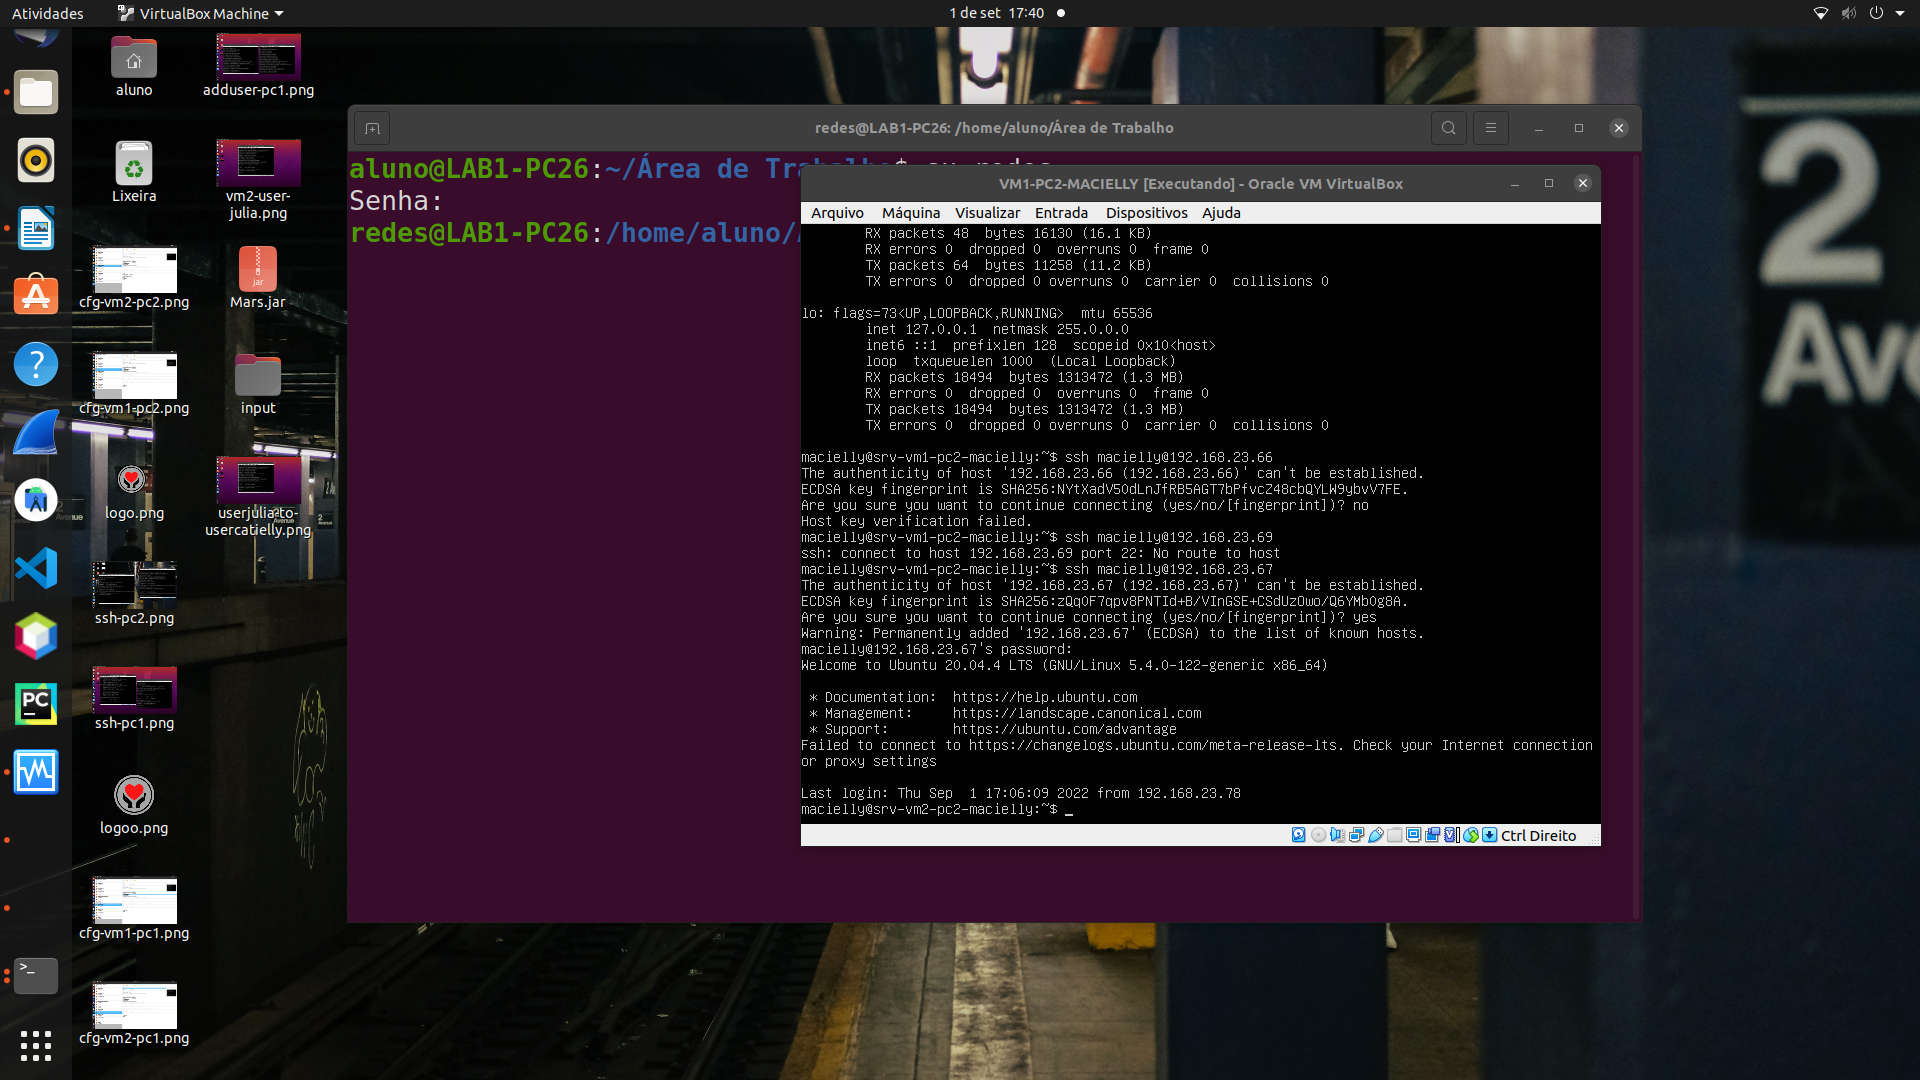 Atividades
VirtualBox Machine
1 de set 17:40
aluno
adduser-pc1.png
Lixeira
vm2-user-
julia.png
cfg-vm2-pc2.png
Mars.jar
jar
cfg-vm1-pc2.png
input
logo.png
userjulia-to-
usercatielly.png
ssh-pc2.png
ssh-pc1.png
logoo.png
cfg-vm1-pc1.png
cfg-vm2-pc1.png
PC
>_
redes@LAB1-PC26: /home/aluno/Área de Trabalho
aluno@LAB1-PC26:~/Área de Trabalho$ su redes
Senha:
redes@LAB1-PC26:/home/aluno/
VM1-PC2-MACIELLY [Executando] - Oracle VM VirtualBox
Arquivo Máquina Visualizar Entrada Dispositivos Ajuda
RX packets 48 bytes 16130 (16.1 KB)
RX errors 0 dropped 0 overruns 0 frame 0
TX packets 64 bytes 11258 (11.2 KB)
TX errors 0 dropped 0 overruns 0 carrier 0 collisions 0
lo: flags=73<UP,LOOPBACK,RUNNING> mtu 65536
inet 127.0.0.1 netmask 255.0.0.0
inet6 ::1 prefixlen 128 scopeid 0x10<host>
loop txqueuelen 1000 (Local Loopback)
RX packets 18494 bytes 1313472 (1.3 MB)
RX errors 0 dropped 0 overruns 0 frame 0
TX packets 18494 bytes 1313472 (1.3 MB)
TX errors 0 dropped 0 overruns 0 carrier 0 collisions 0
macielly@srv-vm1-pc2-macielly:~$ ssh macielly@192.168.23.66
The authenticity of host '192.168.23.66 (192.168.23.66)' can't be established.
ECDSA key fingerprint is SHA256:NYtXadV5OdLnJfRB5AGT7bPfvcZ48cbQYLW9ybvV7FE.
Are you sure you want to continue connecting (yes/no/[fingerprint])? no
Host key verification failed.
macielly@srv-vm1-pc2-macielly:~$ ssh macielly@192.168.23.69
ssh: connect to host 192.168.23.69 port 22: No route to host
macielly@srv-vm1-pc2-macielly:~$ ssh macielly@192.168.23.67
The authenticity of host '192.168.23.67 (192.168.23.67)' can't be established.
ECDSA key fingerprint is SHA256:zQqOF7qpv8PNTId+B/VInGSE+CSdUzOwo/Q6YMbOg8A.
Are you sure you want to continue connecting (yes/no/[fingerprint])? yes
Warning: Permanently added '192.168.23.67' (ECDSA) to the list of known hosts.
macielly@192.168.23.67's password:
Welcome to Ubuntu 20.04.4 LTS (GNU/Linux 5.4.0-122-generic x86_64)
* Documentation: https://help.ubuntu.com
* Management: https://landscape.canonical.com
* Support: https://ubuntu.com/advantage
Failed to connect to https://changelogs.ubuntu.com/meta-release-lts. Check your Internet connection
or proxy settings
Last login: Thu Sep 1 17:06:09 2022 from 192.168.23.78
macielly@srv-vm2-pc2-macielly:~$ _
Ctrl Direito
2
Ave